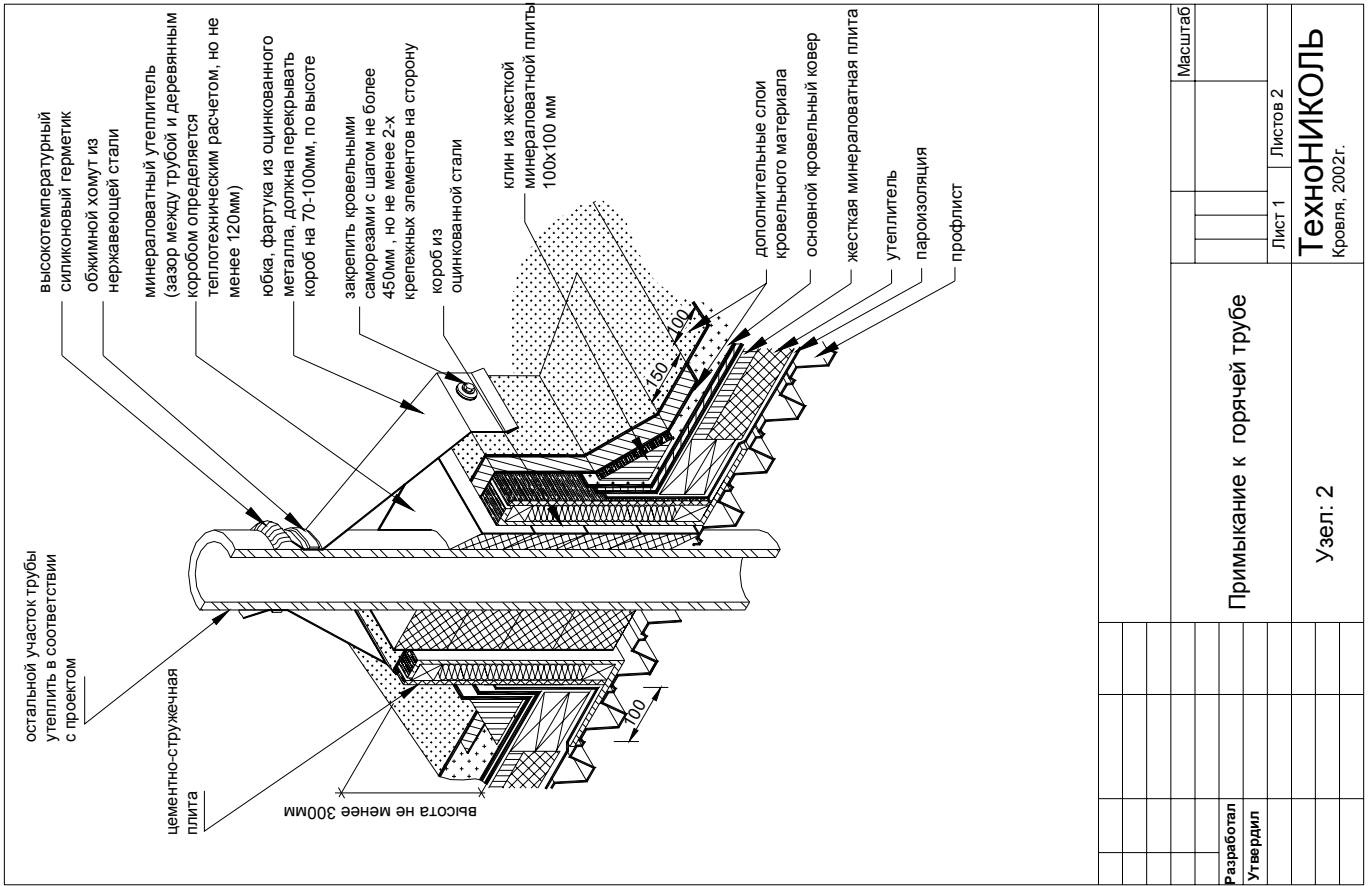 остальной участок трубы
утеплить в соответствии
с проектом
цементно-стружечная
плита
высота не менее 300мм
100
высокотемпературный
силиконовый герметик
обжимной хомут из
нержавеющей стали
минераловатный утеплитель
(зазор между трубой и деревянным
коробом определяется
теплотехническим расчетом, но не
менее 120мм)
юбка, фартука из оцинкованного
металла, должна перекрывать
короб на 70-100мм, по высоте
закрепить кровельными
саморезами с шагом не более
450мм , но не менее 2-х
крепежных элементов на сторону
короб из
оцинкованной стали
клин из жесткой
минераловатной плиты
100х100 мм
150
100
дополнительные слои
кровельного материала
основной кровельный ковер
жесткая минераловатная плита
утеплитель
пароизоляция
профлист
Разработал
Утвердил
Примыкание к горячей трубе
Узел: 2
Масштаб
Лист 1
Листов 2
ТехноНИКОЛЬ
Кровля, 2002г.